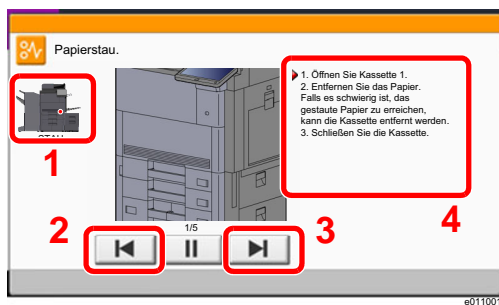 Papierstau.
1. Öffnen Sie Kassette 1.
2. Entfernen Sie das Papier.
Falls es schwierig ist, das
gestaute Papier zu erreichen,
kann die Kassette entfernt werden.
3. Schließen Sie die Kassette.
1
2
3
4
1/5
e011001